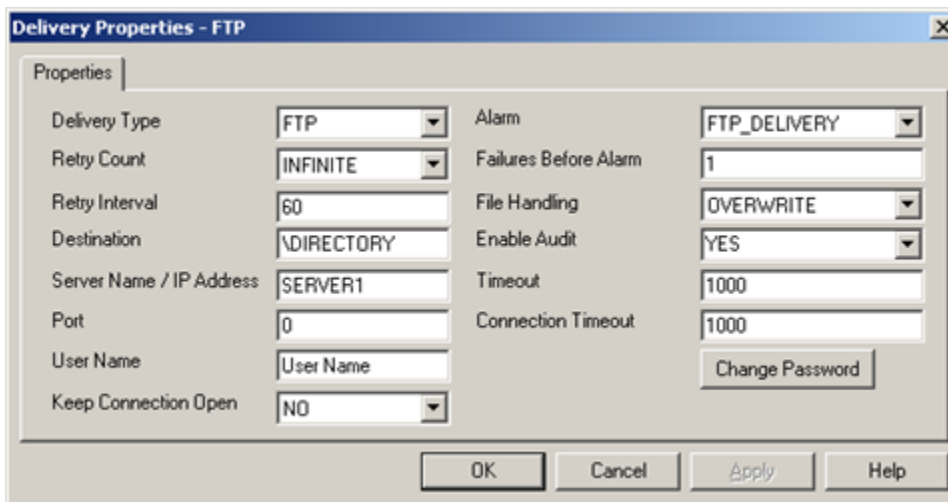 Delivery Properties - FTP
Properties
Delivery Type FTP
Retry Count INFINITE
Retry Interval 60
Destination \DIRECTORY
Server Name / IP Address SERVER1
Port 0
User Name User Name
Keep Connection Open NO
Alarm FTP_DELIVERY
Failures Before Alarm 1
File Handling OVERWRITE
Enable Audit YES
Timeout 1000
Connection Timeout 1000
Change Password
OK Cancel Apply Help